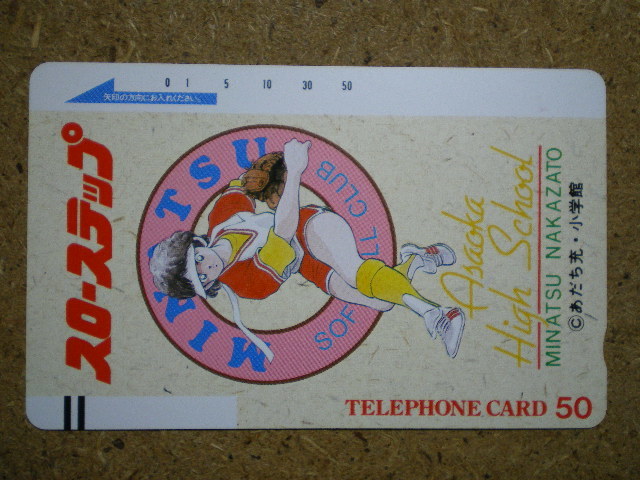 0 1 5 10 30 50
矢印の方向にお入れください
スローステップ
SOFTBALL CLUB
Asaoka
High School
MINATSU NAKAZATO
©あだち充・小学館
TELEPHONE CARD 50